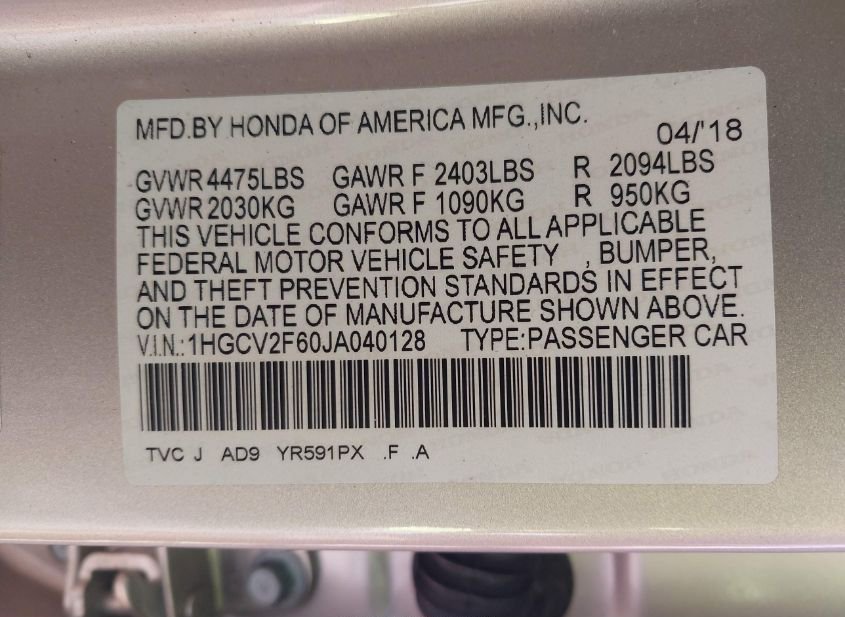 MFD.BY HONDA OF AMERICA MFG.,INC. 04/'18
GVWR 4475LBS GAWR F 2403LBS R 2094LBS
GVWR 2030KG GAWR F 1090KG R 950KG
THIS VEHICLE CONFORMS TO ALL APPLICABLE
FEDERAL MOTOR VEHICLE SAFETY , BUMPER,
AND THEFT PREVENTION STANDARDS IN EFFECT
ON THE DATE OF MANUFACTURE SHOWN ABOVE.
V.I.N.:1HGCV2F60JA040128 TYPE:PASSENGER CAR
TVC J AD9 YR591PX .F .A